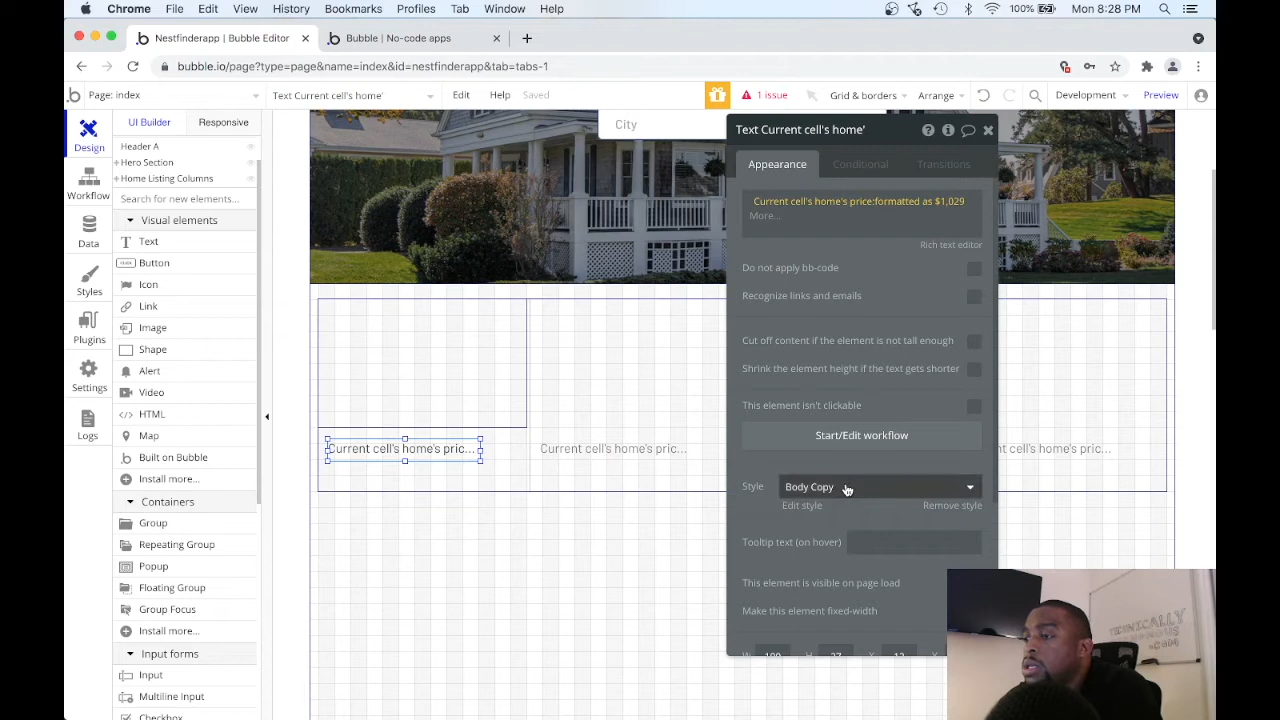 Chrome File Edit View History Bookmarks Profiles Tab Window Help 100% Mon 8:28 PM
Nestfinderapp | Bubble Editor × Bubble | No-code apps × +
bubble.io/page?type=page&name=index&id=nestfinderapp&tab=tabs-1
Page: index
Text Current cell's home'
Edit Help Saved
1 issue
Grid & borders
Arrange
Development
Preview
Design
Workflow
Data
Styles
Plugins
Settings
Logs
UI Builder Responsive
Header A
Hero Section
Home Listing Columns
Search for new elements...
Visual elements
Text
Button
Icon
Link
Image
Shape
Alert
Video
</> HTML
Map
Built on Bubble
Install more...
Containers
Group
Repeating Group
Popup
Floating Group
Group Focus
Install more...
Input forms
Input
Multiline Input
Checkbox
City
Current cell's home's pric...
Current cell's home's pric...
's home's pric...
Text Current cell's home'
Appearance Conditional Transitions
Current cell's home's price:formatted as $1,029
More...
Rich text editor
Do not apply bb-code
Recognize links and emails
Cut off content if the element is not tall enough
Shrink the element height if the text gets shorter
This element isn't clickable
Start/Edit workflow
Style Body Copy
Edit style Remove style
Tooltip text (on hover)
This element is visible on page load
Make this element fixed-width
TECHNICALLY